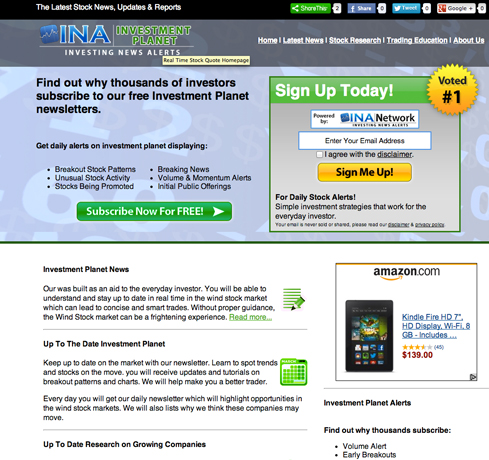 The Latest Stock News, Updates & Reports
ShareThis 2 Share 0 Tweet 0 Google + 0
INA INVESTMENT PLANET
INVESTING NEWS ALERTS
Real Time Stock Quote Homepage
Home | Latest News | Stock Research | Trading Education | About Us
Find out why thousands of investors
subscribe to our free Investment Planet
newsletters.
Get daily alerts on investment planet displaying:
• Breakout Stock Patterns
• Unusual Stock Activity
• Stocks Being Promoted
• Breaking News
• Volume & Momentum Alerts
• Initial Public Offerings
Subscribe Now For FREE!
Sign Up Today!
Voted
#1
Powered by: INA Network
INVESTING NEWS ALERTS
Enter Your Email Address
I agree with the disclaimer.
Sign Me Up!
For Daily Stock Alerts!
Simple investment strategies that work for the
everyday investor.
Your email is never sold or shared, please read our disclaimer & privacy policy.
Investment Planet News
Our was built as an aid to the everyday investor. You will be able to
understand and stay up to date in real time in the wind stock market
which can lead to concise and smart trades. Without proper guidance,
the Wind Stock market can be a frightening experience. Read more...
Up To The Date Investment Planet
Keep up to date on the market with our newsletter. Learn to spot trends
and stocks on the move. you will receive updates and tutorials on
breakout patterns and charts. We will help make you a better trader.
MARCH
Every day you will get our daily newsletter which will highlight opportunities in
the wind stock markets. We will also lists why we think these companies may
move.
Up To Date Research on Growing Companies
amazon.com
Kindle Fire HD 7",
HD Display, Wi-Fi, 8
GB - Includes ...
(45)
$139.00
Investment Planet Alerts
Find out why thousands subscribe:
• Volume Alert
• Early Breakouts